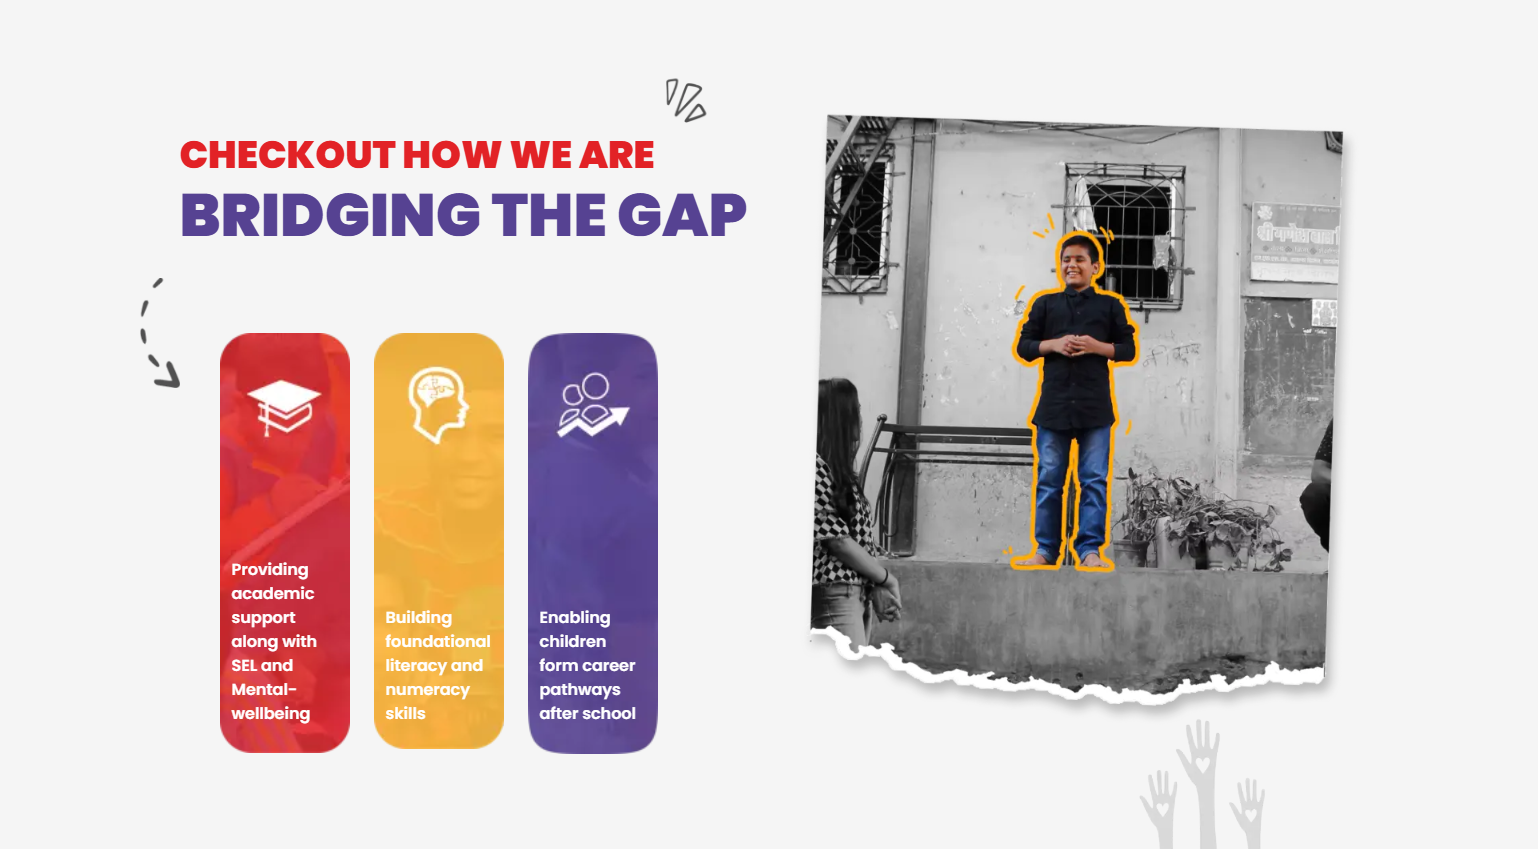 CHECKOUT HOW WE ARE
BRIDGING THE GAP
Providing
academic
support
along with
SEL and
Mental-
wellbeing
Building
foundational
literacy and
numeracy
skills
Enabling
children
form career
pathways
after school
श्री गणेश